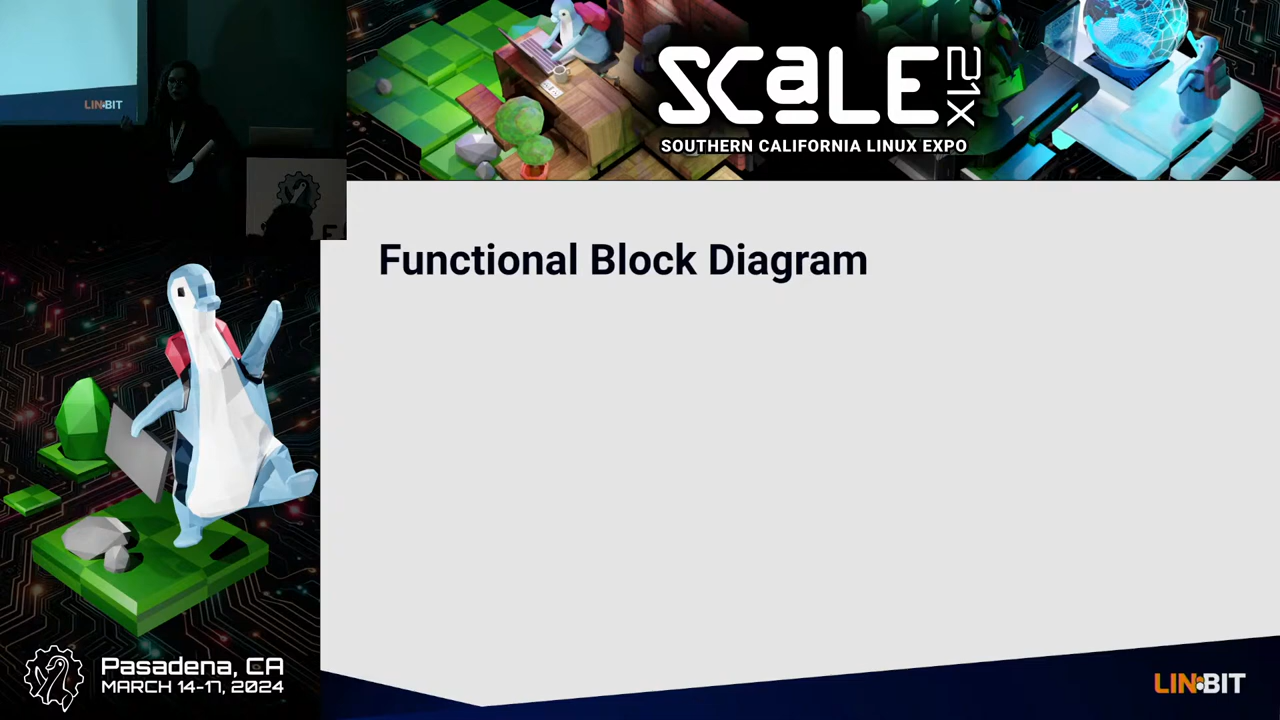 LINBIT
SCALE 21X
SOUTHERN CALIFORNIA LINUX EXPO
Functional Block Diagram
Pasadena, CA
MARCH 14-17, 2024
LINBIT